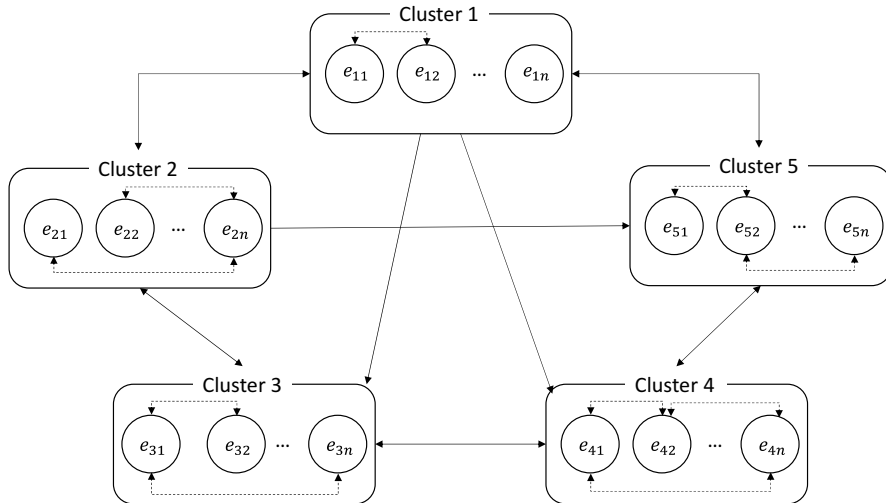 Cluster 1
e11 e12 ... e1n
Cluster 2
e21 e22 ... e2n
Cluster 5
e51 e52 ... e5n
Cluster 3
e31 e32 ... e3n
Cluster 4
e41 e42 ... e4n